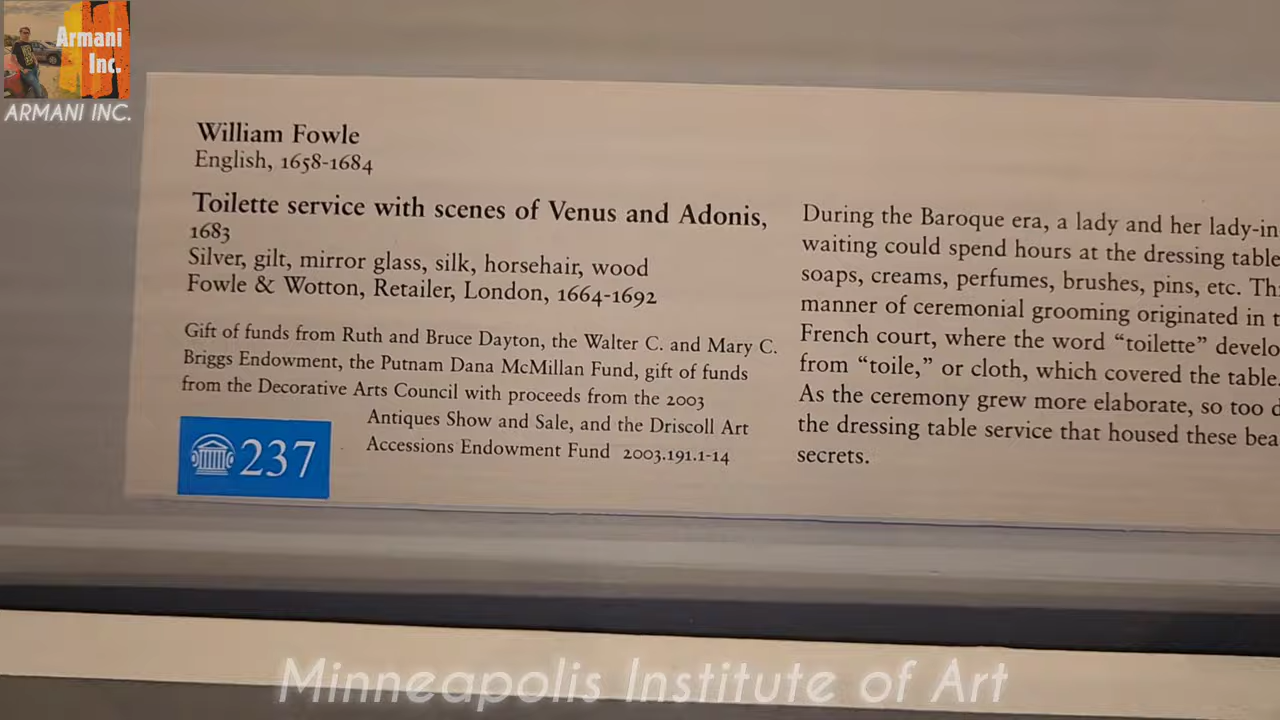 Armani
Inc.
ARMANI INC.
William Fowle
English, 1658-1684
Toilette service with scenes of Venus and Adonis,
1683
Silver, gilt, mirror glass, silk, horsehair, wood
Fowle & Wotton, Retailer, London, 1664-1692
Gift of funds from Ruth and Bruce Dayton, the Walter C. and Mary C.
Briggs Endowment, the Putnam Dana McMillan Fund, gift of funds
from the Decorative Arts Council with proceeds from the 2003
Antiques Show and Sale, and the Driscoll Art
Accessions Endowment Fund 2003.191.1-14
237
During the Baroque era, a lady and her lady-in
waiting could spend hours at the dressing table
soaps, creams, perfumes, brushes, pins, etc.
manner of ceremonial grooming originated in
French court, where the word “toilette”
from “toile,” or cloth, which covered the table.
As the ceremony grew more elaborate, so too
the dressing table service that housed these
secrets.
Minneapolis Institute of Art